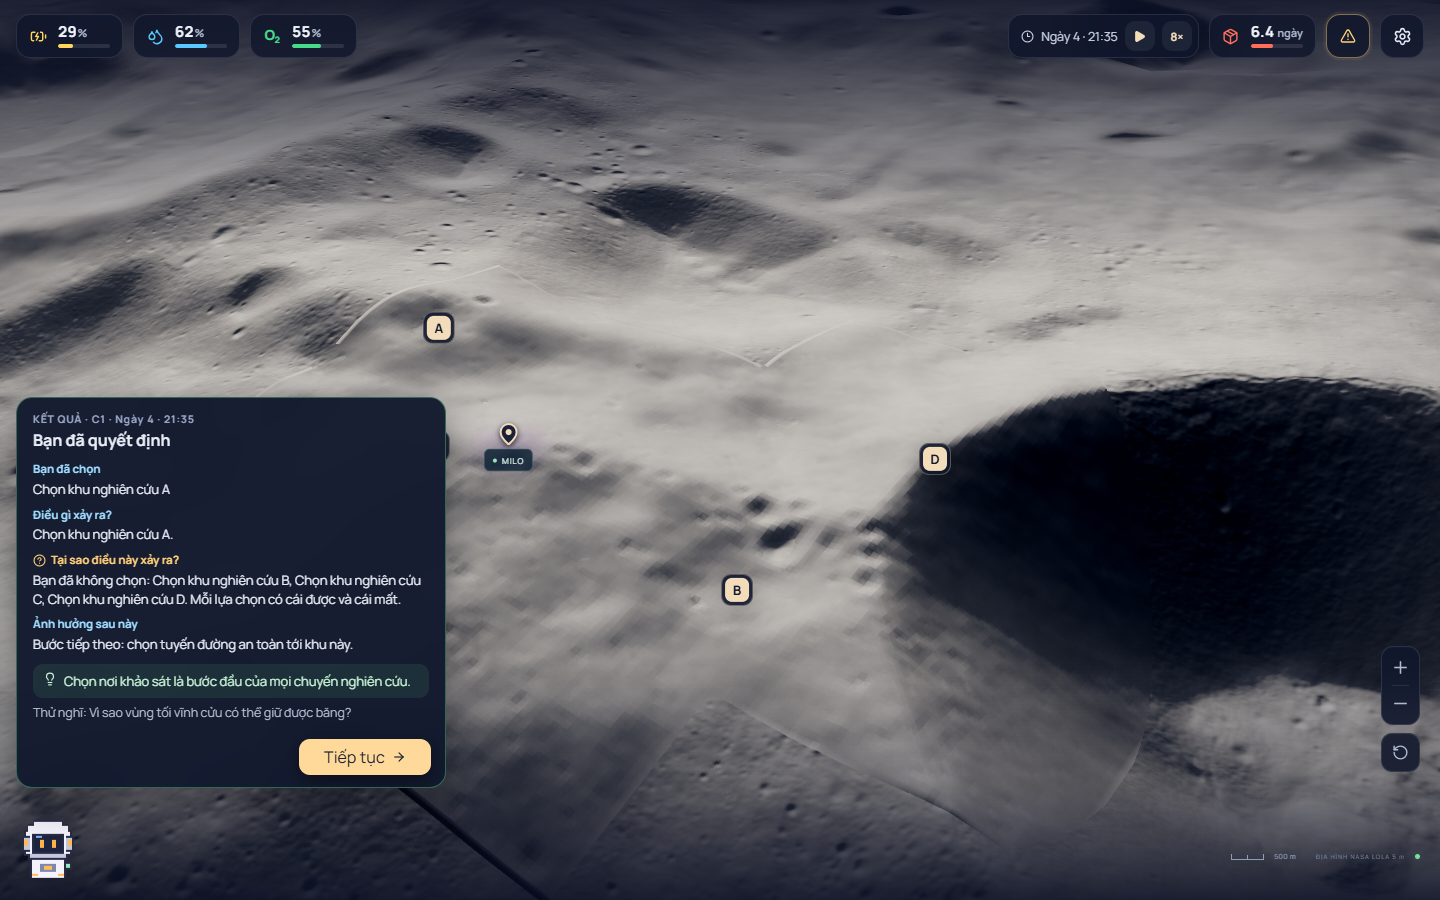 29%
62%
O₂ 55%
Ngày 4 · 21:35
8×
6.4 ngày
A
MILO
D
B
KẾT QUẢ · C1 · Ngày 4 · 21:35
Bạn đã quyết định
Bạn đã chọn
Chọn khu nghiên cứu A
Điều gì xảy ra?
Chọn khu nghiên cứu A.
Tại sao điều này xảy ra?
Bạn đã không chọn: Chọn khu nghiên cứu B, Chọn khu nghiên cứu
C, Chọn khu nghiên cứu D. Mỗi lựa chọn có cái được và cái mất.
Ảnh hưởng sau này
Bước tiếp theo: chọn tuyến đường an toàn tới khu này.
Chọn nơi khảo sát là bước đầu của mọi chuyến nghiên cứu.
Thử nghĩ: Vì sao vùng tối vĩnh cửu có thể giữ được băng?
Tiếp tục →
500 m
ĐỊA HÌNH NASA LOLA 5 m